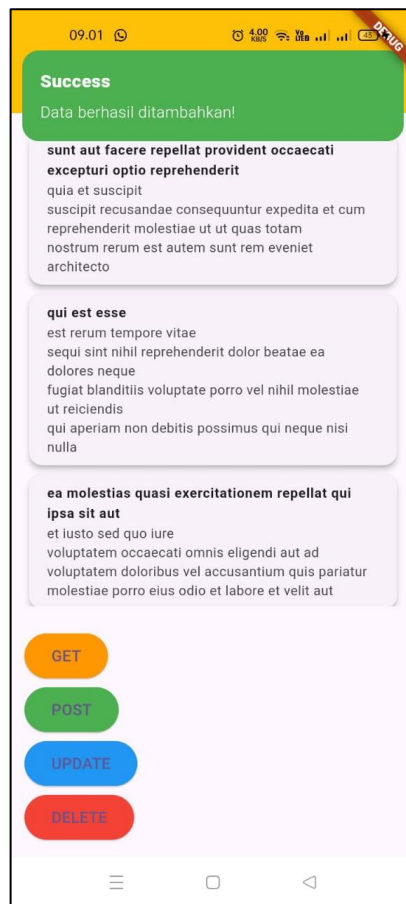 09.01
4.00
KB/S
Vo
LTE
45
DEBUG
Success
Data berhasil ditambahkan!
sunt aut facere repellat provident occaecati
excepturi optio reprehenderit
quia et suscipit
suscipit recusandae consequuntur expedita et cum
reprehenderit molestiae ut ut quas totam
nostrum rerum est autem sunt rem eveniet
architecto
qui est esse
est rerum tempore vitae
sequi sint nihil reprehenderit dolor beatae ea
dolores neque
fugiat blanditiis voluptate porro vel nihil molestiae
ut reiciendis
qui aperiam non debitis possimus qui neque nisi
nulla
ea molestias quasi exercitationem repellat qui
ipsa sit aut
et iusto sed quo iure
voluptatem occaecati omnis eligendi aut ad
voluptatem doloribus vel accusantium quis pariatur
molestiae porro eius odio et labore et velit aut
GET
POST
UPDATE
DELETE